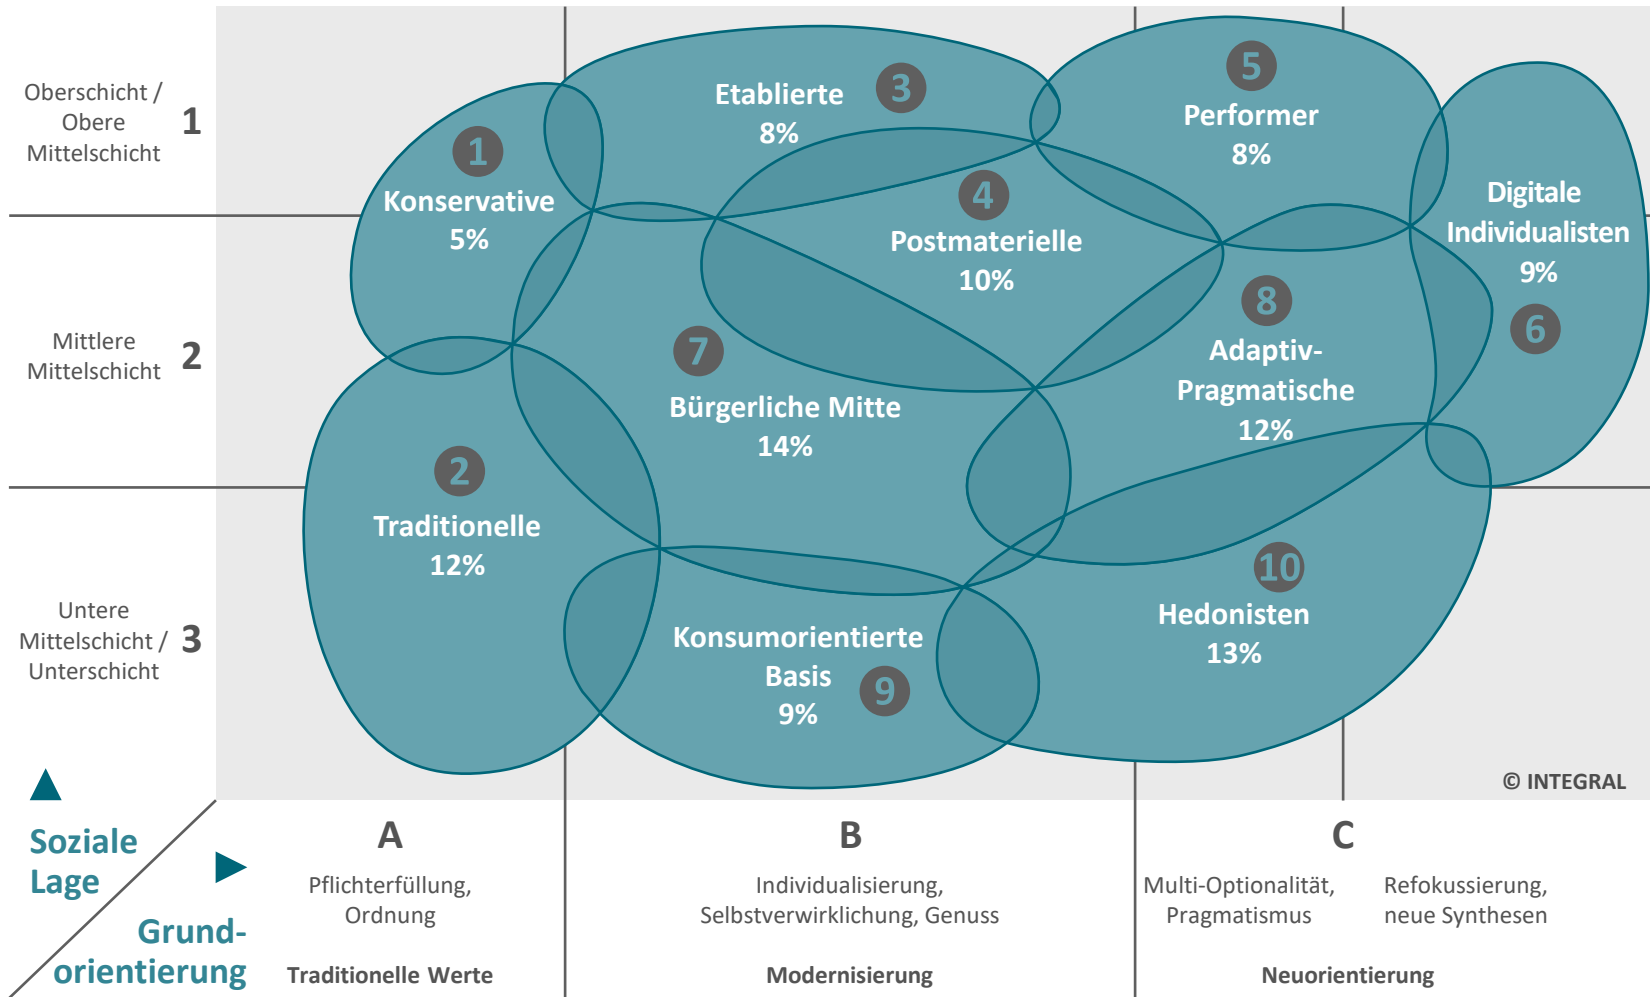 Oberschicht /
Obere
Mittelschicht
1
Mittlere
Mittelschicht
2
Untere
Mittelschicht /
Unterschicht
3
1
Konservative
5%
Etablierte
8%
3
5
Performer
8%
4
Postmaterielle
10%
Digitale
Individualisten
9%
6
7
Bürgerliche Mitte
14%
8
Adaptiv-
Pragmatische
12%
2
Traditionelle
12%
Konsumorientierte
Basis
9%
9
10
Hedonisten
13%
© INTEGRAL
Soziale
Lage
Grund-
orientierung
A
Pflichterfüllung,
Ordnung
Traditionelle Werte
B
Individualisierung,
Selbstverwirklichung, Genuss
Modernisierung
C
Multi-Optionalität,
Pragmatismus
Refokussierung,
neue Synthesen
Neuorientierung